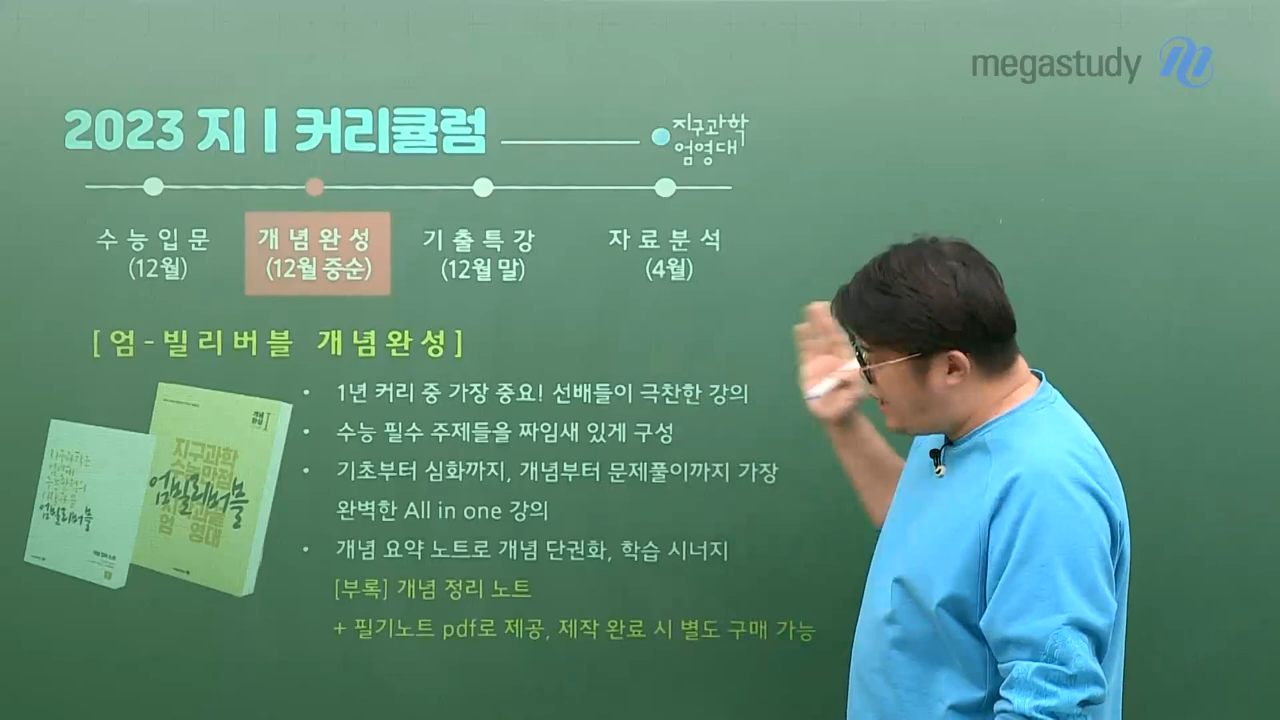 megastudy
2023 지 I 커리큘럼
지구과학
엄영대
수능입문
(12월)
개념완성
(12월 중순)
기출특강
(12월 말)
자료분석
(4월)
[엄-빌리버블 개념완성]
• 1년 커리 중 가장 중요! 선배들이 극찬한 강의
• 수능 필수 주제들을 짜임새 있게 구성
• 기초부터 심화까지, 개념부터 문제풀이까지 가장
완벽한 All in one 강의
• 개념 요약 노트로 개념 단권화, 학습 시너지
[부록] 개념 정리 노트
+ 필기노트 pdf로 제공, 제작 완료 시 별도 구매 가능
엄빌리버블
지구과학
엄빌리버블
엄영대